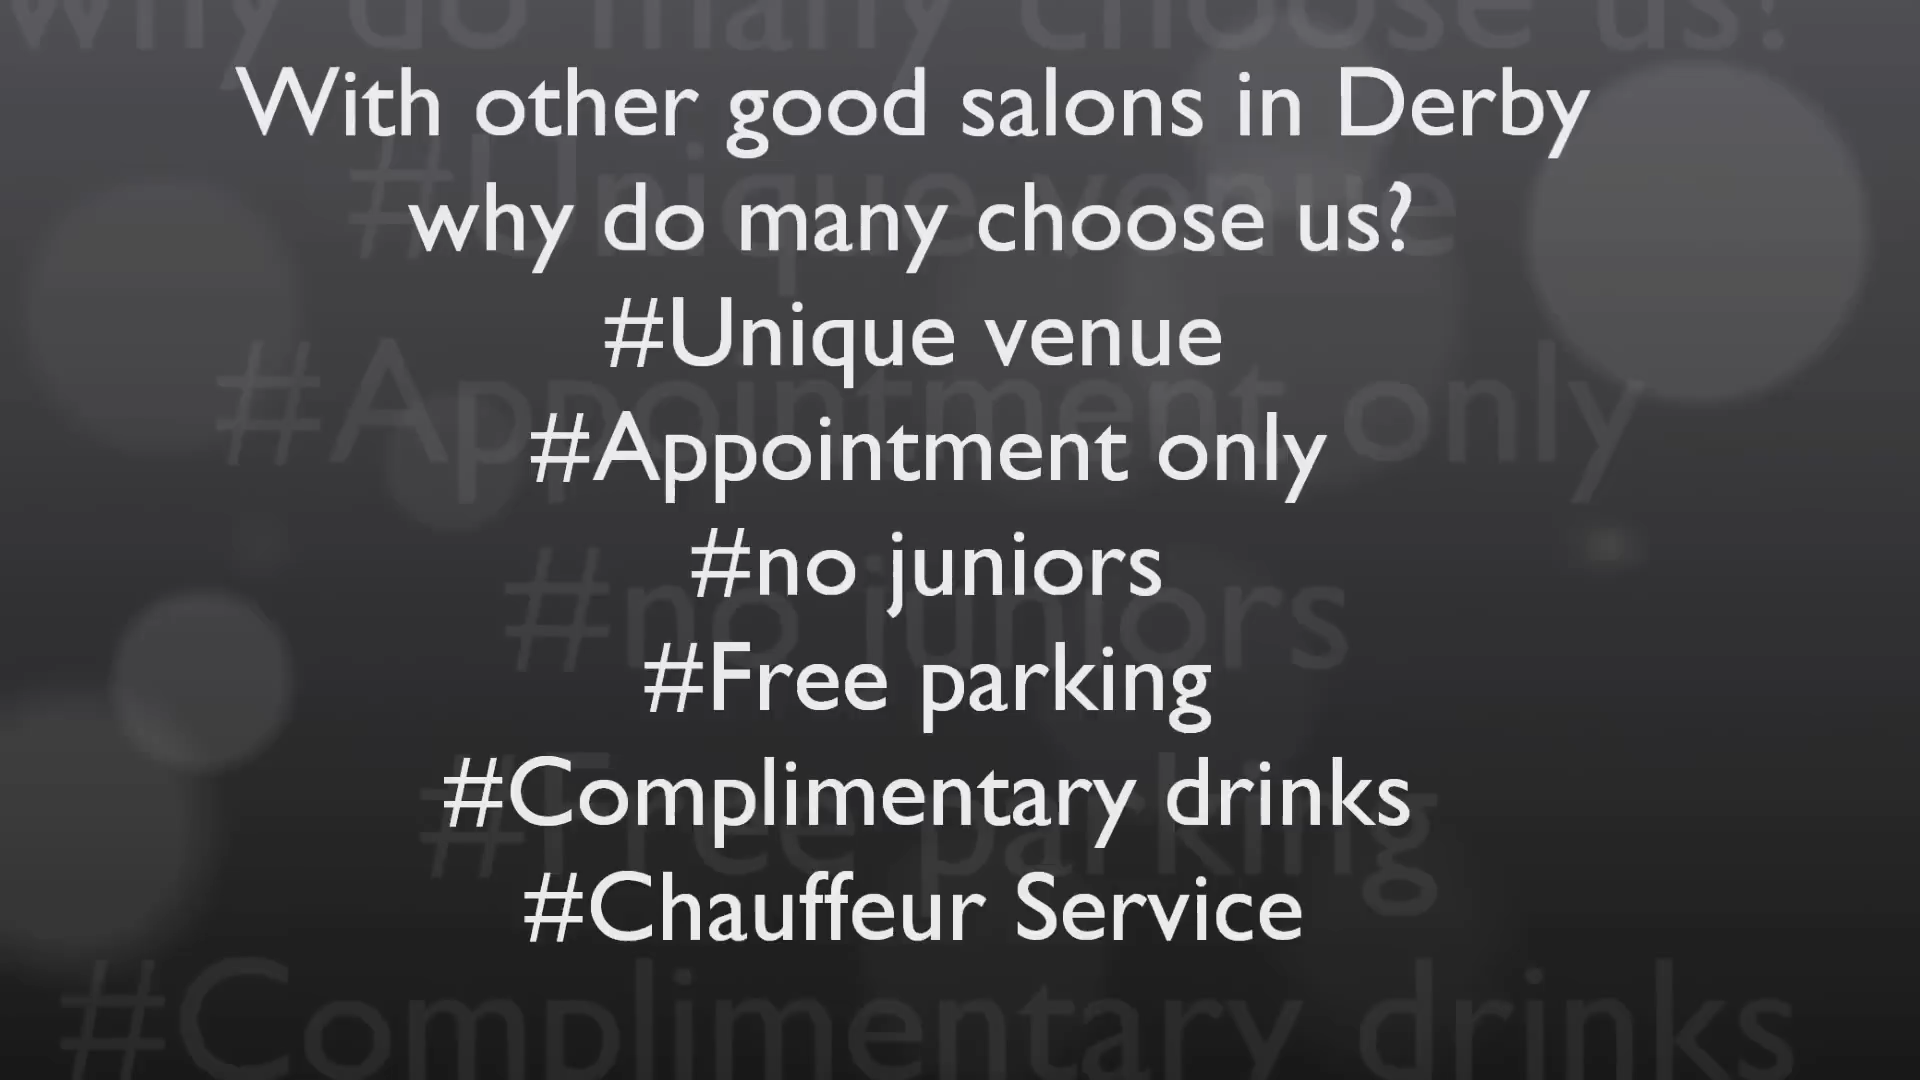 With other good salons in Derby
why do many choose us?
#Unique venue
#Appointment only
#no juniors
#Free parking
#Complimentary drinks
#Chauffeur Service